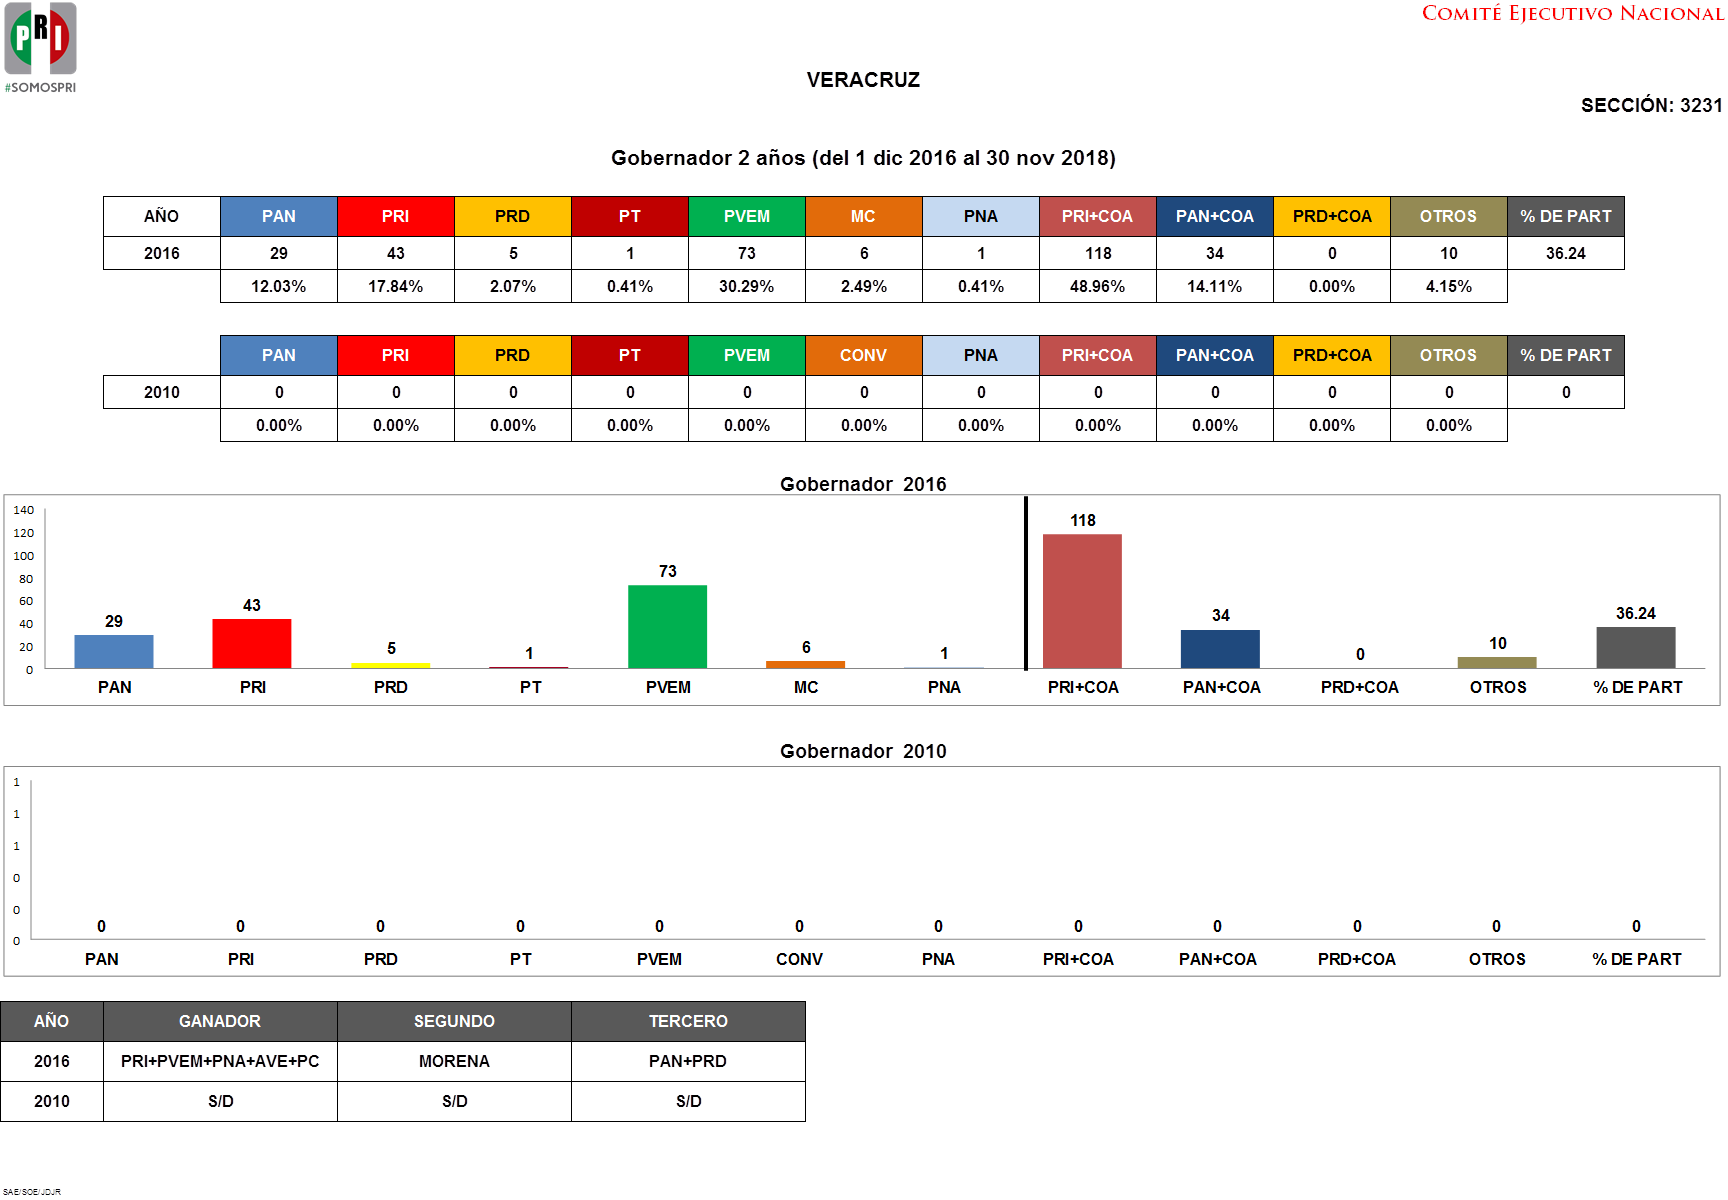 COMITÉ EJECUTIVO NACIONAL
PRI
#SOMOSPRI
VERACRUZ
SECCIÓN: 3231
Gobernador 2 años (del 1 dic 2016 al 30 nov 2018)
AÑO PAN PRI PRD PT PVEM MC PNA PRI+COA PAN+COA PRD+COA OTROS % DE PART
2016 29 43 5 1 73 6 1 118 34 0 10 36.24
12.03% 17.84% 2.07% 0.41% 30.29% 2.49% 0.41% 48.96% 14.11% 0.00% 4.15%
PAN PRI PRD PT PVEM CONV PNA PRI+COA PAN+COA PRD+COA OTROS % DE PART
2010 0 0 0 0 0 0 0 0 0 0 0 0
0.00% 0.00% 0.00% 0.00% 0.00% 0.00% 0.00% 0.00% 0.00% 0.00% 0.00%
Gobernador 2016
140
120
100
80
60
40
20
0
29 43 5 1 73 6 1 118 34 0 10 36.24
PAN PRI PRD PT PVEM MC PNA PRI+COA PAN+COA PRD+COA OTROS % DE PART
Gobernador 2010
1
1
1
0
0
0
0 0 0 0 0 0 0 0 0 0 0 0
PAN PRI PRD PT PVEM CONV PNA PRI+COA PAN+COA PRD+COA OTROS % DE PART
AÑO GANADOR SEGUNDO TERCERO
2016 PRI+PVEM+PNA+AVE+PC MORENA PAN+PRD
2010 S/D S/D S/D
SAE/SOE/JDJR